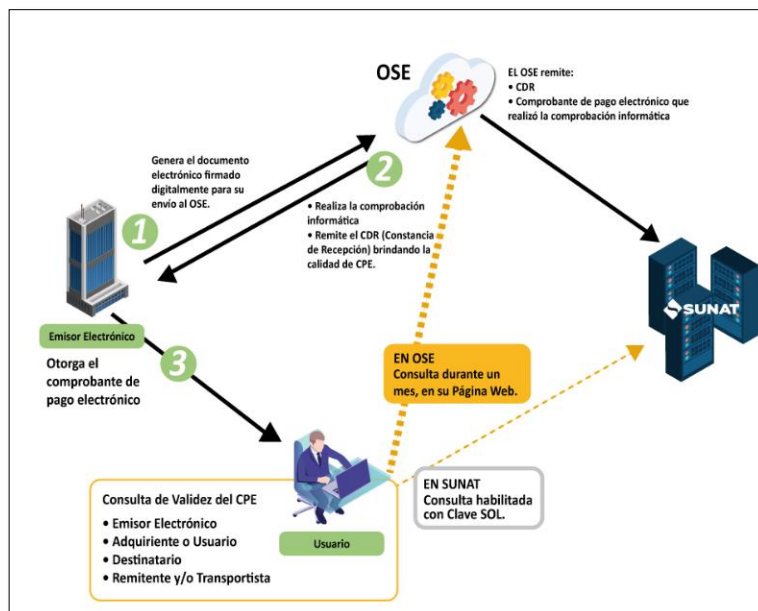 OSE
EL OSE remite:
• CDR
• Comprobante de pago electrónico que
realizó la comprobación informática
Genera el documento
electrónico firmado
digitalmente para su
envío al OSE.
1
2
• Realiza la comprobación
informática
• Remite el CDR (Constancia
de Recepción) brindando la
calidad de CPE.
SUNAT
Emisor Electrónico
Otorga el
comprobante de
pago electrónico
3
EN OSE
Consulta durante un
mes, en su Página Web.
EN SUNAT
Consulta habilitada
con Clave SOL.
Consulta de Validez del CPE
• Emisor Electrónico
• Adquiriente o Usuario
• Destinatario
• Remitente y/o Transportista
Usuario